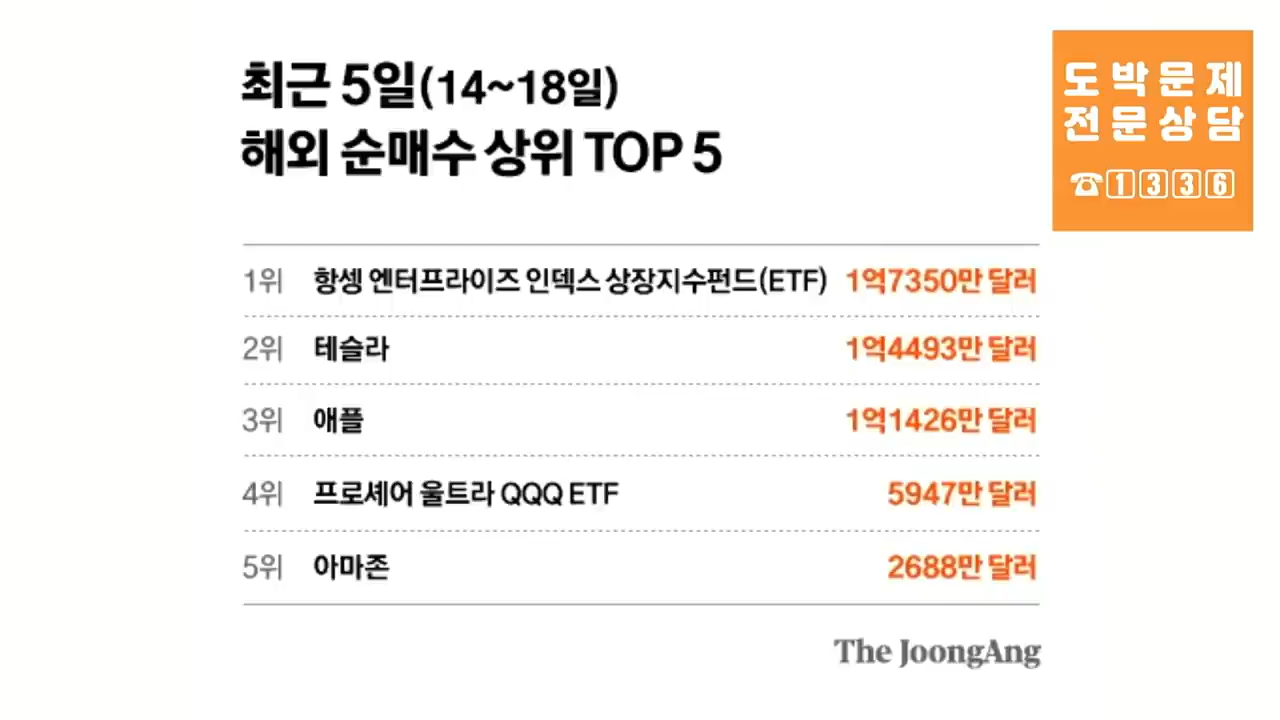 최근 5일(14~18일)
해외 순매수 상위 TOP 5
도박문제
전문상담
☎1336
1위 항셍 엔터프라이즈 인덱스 상장지수펀드(ETF) 1억7350만 달러
2위 테슬라 1억4493만 달러
3위 애플 1억1426만 달러
4위 프로셰어 울트라 QQQ ETF 5947만 달러
5위 아마존 2688만 달러
The JoongAng